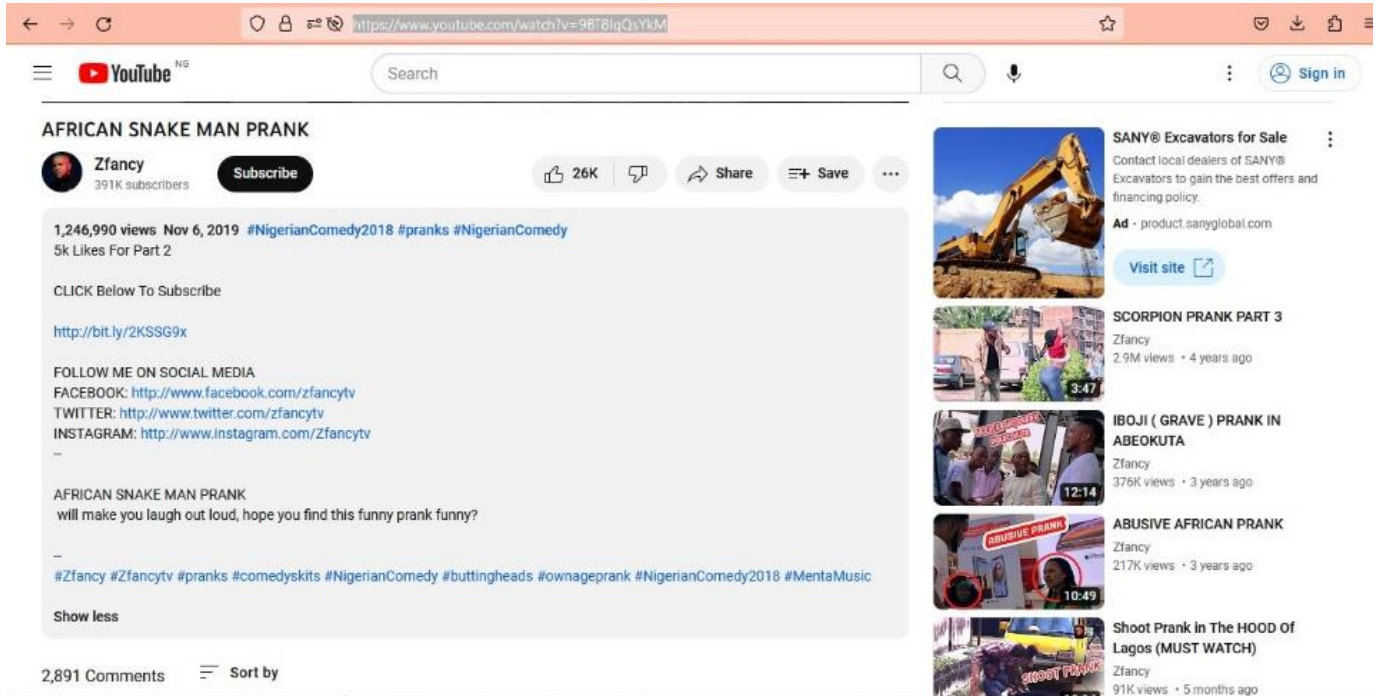 https://www.youtube.com/watch?v=9BT8IqQsYkM
YouTube NG
Search
Sign in
AFRICAN SNAKE MAN PRANK
Zfancy
391K subscribers
Subscribe
26K
Share
Save
1,246,990 views Nov 6, 2019 #NigerianComedy2018 #pranks #NigerianComedy
5k Likes For Part 2
CLICK Below To Subscribe
http://bit.ly/2KSSG9x
FOLLOW ME ON SOCIAL MEDIA
FACEBOOK: http://www.facebook.com/zfancytv
TWITTER: http://www.twitter.com/zfancytv
INSTAGRAM: http://www.instagram.com/Zfancytv
--
AFRICAN SNAKE MAN PRANK
will make you laugh out loud, hope you find this funny prank funny?
--
#Zfancy #Zfancytv #pranks #comedyskits #NigerianComedy #buttingheads #ownageprank #NigerianComedy2018 #MentaMusic
Show less
2,891 Comments
Sort by
SANY® Excavators for Sale
Contact local dealers of SANY®
Excavators to gain the best offers and
financing policy.
Ad · product.sanyglobal.com
Visit site
3:47
SCORPION PRANK PART 3
Zfancy
2.9M views • 4 years ago
12:14
IBOJI ( GRAVE ) PRANK IN
ABEOKUTA
Zfancy
376K views • 3 years ago
ABUSIVE PRANK
10:49
ABUSIVE AFRICAN PRANK
Zfancy
217K views • 3 years ago
SHOOT PRANK
Shoot Prank in The HOOD Of
Lagos (MUST WATCH)
Zfancy
91K views • 5 months ago